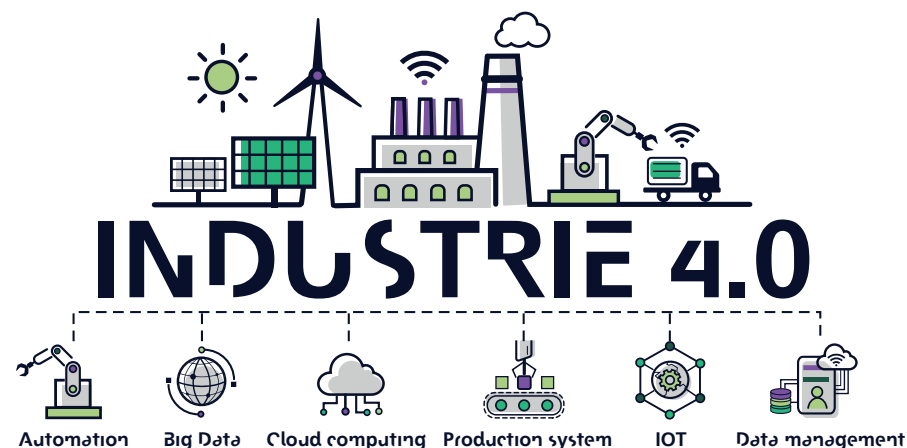 INDUSTRIE 4.0
Automation Big Data Cloud computing Production system IOT Data management